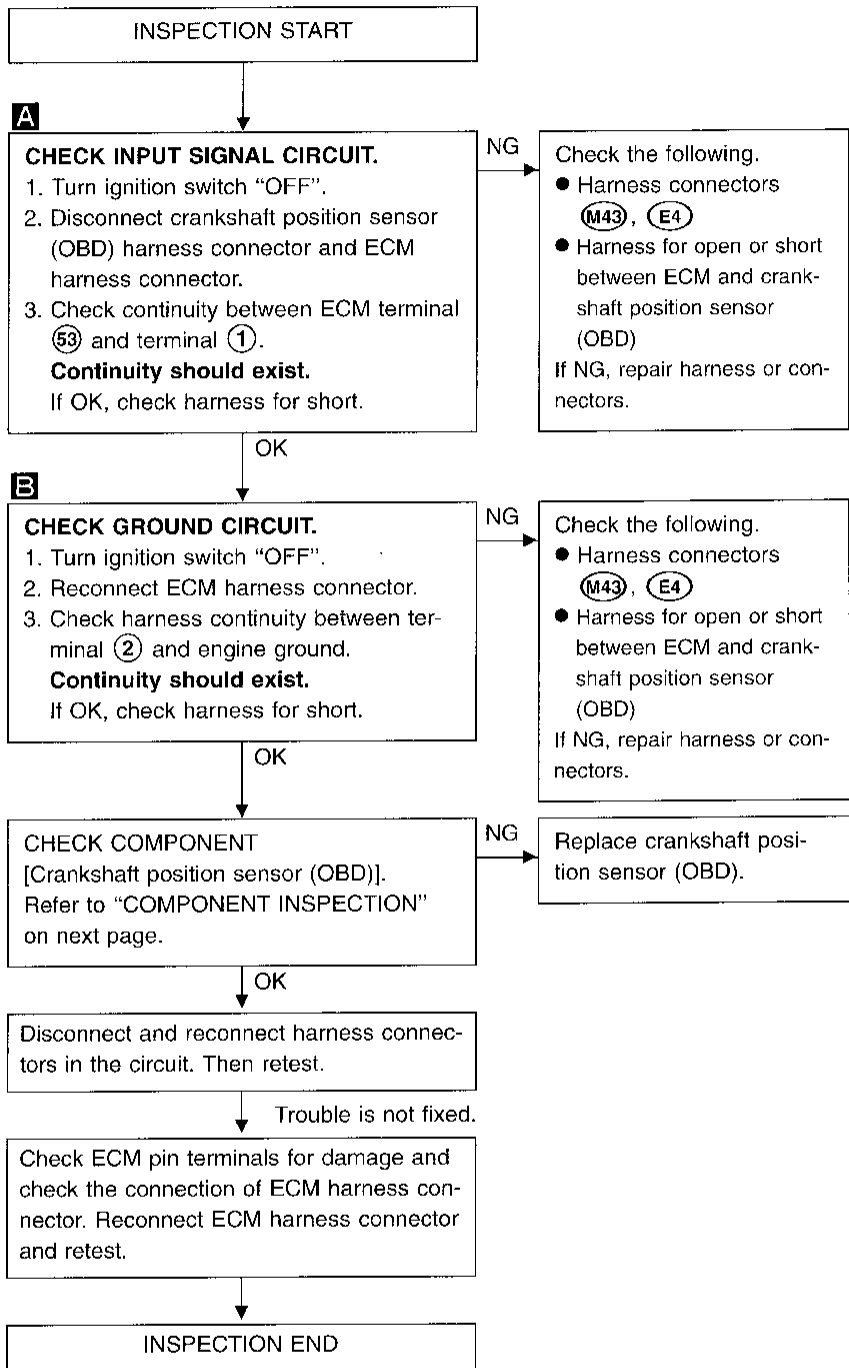 INSPECTION START
A
CHECK INPUT SIGNAL CIRCUIT.
1. Turn ignition switch “OFF”.
2. Disconnect crankshaft position sensor
(OBD) harness connector and ECM
harness connector.
3. Check continuity between ECM terminal
53 and terminal 1.
Continuity should exist.
If OK, check harness for short.
NG
Check the following.
● Harness connectors
M43, E4
● Harness for open or short
between ECM and crank-
shaft position sensor
(OBD)
If NG, repair harness or con-
nectors.
OK
B
CHECK GROUND CIRCUIT.
1. Turn ignition switch “OFF”.
2. Reconnect ECM harness connector.
3. Check harness continuity between ter-
minal 2 and engine ground.
Continuity should exist.
If OK, check harness for short.
NG
Check the following.
● Harness connectors
M43, E4
● Harness for open or short
between ECM and crank-
shaft position sensor
(OBD)
If NG, repair harness or con-
nectors.
OK
CHECK COMPONENT
[Crankshaft position sensor (OBD)].
Refer to “COMPONENT INSPECTION”
on next page.
NG
Replace crankshaft posi-
tion sensor (OBD).
OK
Disconnect and reconnect harness connec-
tors in the circuit. Then retest.
Trouble is not fixed.
Check ECM pin terminals for damage and
check the connection of ECM harness con-
nector. Reconnect ECM harness connector
and retest.
INSPECTION END